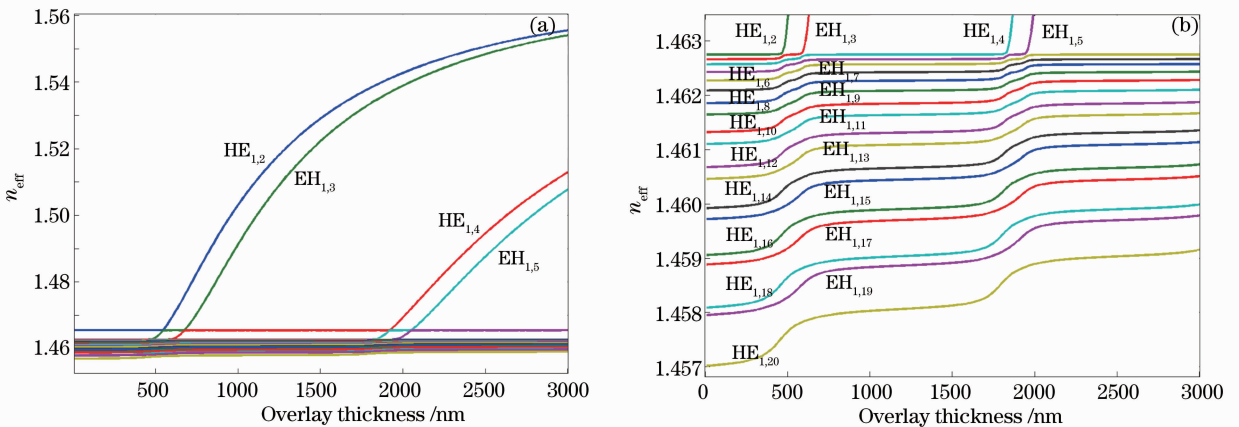 (a)
1.56
1.54
1.52
1.50
1.48
1.46
n_eff
HE_1,2
EH_1,3
HE_1,4
EH_1,5
500 1000 1500 2000 2500 3000
Overlay thickness /nm
(b)
1.463
1.462
1.461
1.460
1.459
1.458
1.457
n_eff
HE_1,2 EH_1,3 HE_1,4 EH_1,5
HE_1,6 EH_1,7
HE_1,8 EH_1,9
HE_1,10 EH_1,11
HE_1,12 EH_1,13
HE_1,14 EH_1,15
HE_1,16 EH_1,17
HE_1,18 EH_1,19
HE_1,20
0 500 1000 1500 2000 2500 3000
Overlay thickness /nm